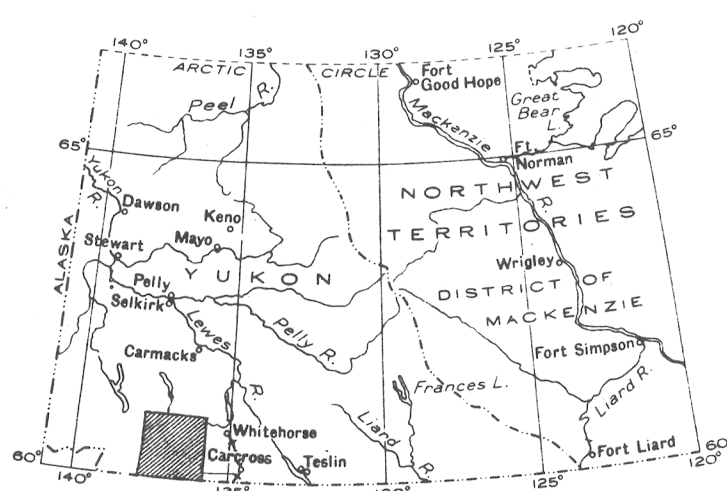 140°
135°
130°
125°
120°
ARCTIC
CIRCLE
Peel
R.
Fort
Good Hope
Mackenzie
Great
Bear
L.
65°
65°
Ft.
Norman
Yukon
R.
Dawson
Keno
Mayo
Stewart
ALASKA
YUKON
NORTHWEST
TERRITORIES
R.
Wrigley
DISTRICT OF
MACKENZIE
Pelly
Selkirk
Lewes
R.
Pelly R.
Carmacks
Fort Simpson
Frances L.
Liard R.
Liard
R.
Whitehorse
Carcross
Teslin
Fort Liard
60°
60°
140°
135°
130°
125°
120°